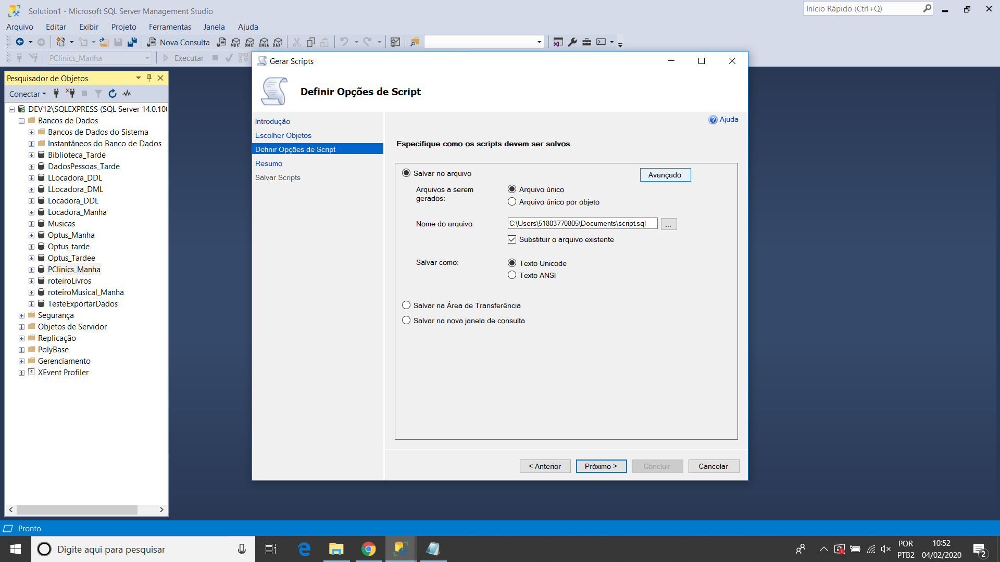 Solution1 - Microsoft SQL Server Management Studio
Início Rápido (Ctrl+Q)
Arquivo Editar Exibir Projeto Ferramentas Janela Ajuda
Nova Consulta MDX DMX XMLA DAX
PClinics_Manha Executar
Pesquisador de Objetos
Conectar
DEV12\SQLEXPRESS (SQL Server 14.0.100
Bancos de Dados
Bancos de Dados do Sistema
Instantâneos do Banco de Dados
Biblioteca_Tarde
DadosPessoas_Tarde
LLocadora_DDL
LLocadora_DML
Locadora_DDL
Locadora_Manha
Musicas
Optus_Manha
Optus_tarde
Optus_Tardee
PClinics_Manha
roteiroLivros
roteiroMusical_Manha
TesteExportarDados
Segurança
Objetos de Servidor
Replicação
PolyBase
Gerenciamento
XEvent Profiler
Gerar Scripts
Definir Opções de Script
Introdução
Escolher Objetos
Definir Opções de Script
Resumo
Salvar Scripts
Ajuda
Especifique como os scripts devem ser salvos.
Salvar no arquivo
Avançado
Arquivos a serem
gerados:
Arquivo único
Arquivo único por objeto
Nome do arquivo:
C:\Users\51803770805\Documents\script.sql
...
Substituir o arquivo existente
Salvar como:
Texto Unicode
Texto ANSI
Salvar na Área de Transferência
Salvar na nova janela de consulta
< Anterior
Próximo >
Concluir
Cancelar
Pronto
Digite aqui para pesquisar
POR
PTB2
10:52
04/02/2020
2